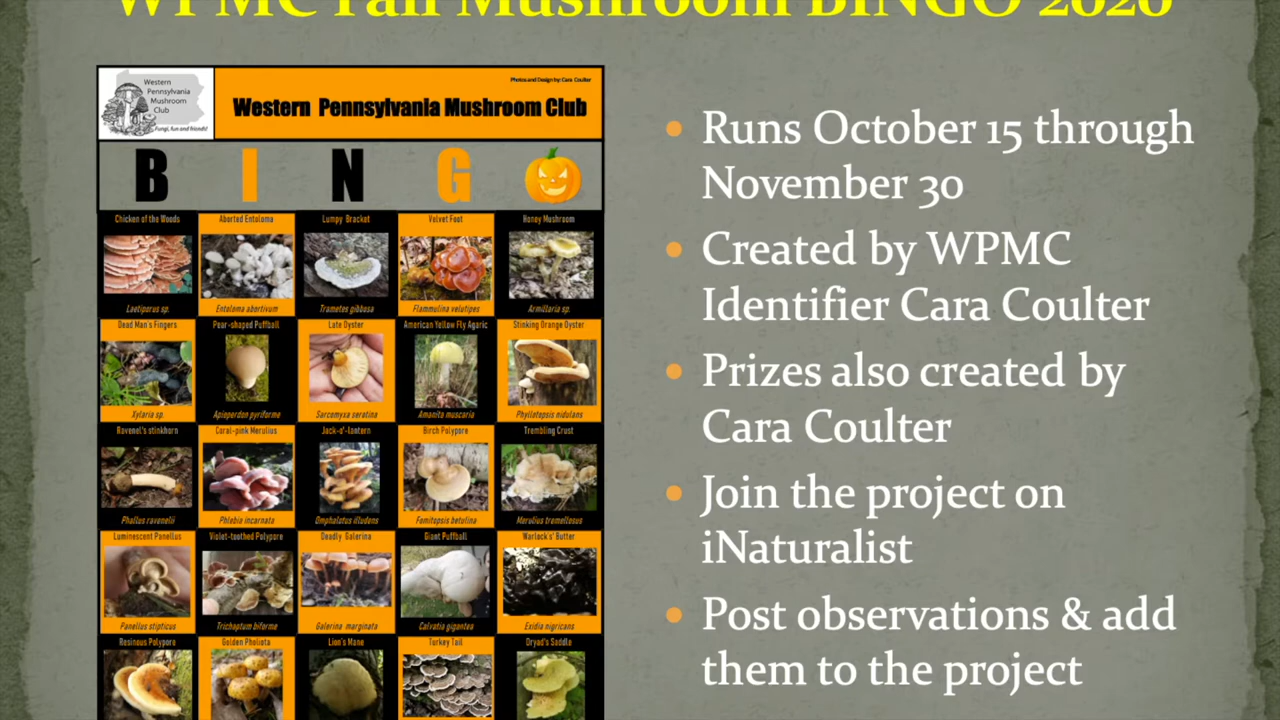 WPMC Fall Mushroom BINGO 2020
Western
Pennsylvania
Mushroom
Club
Fungi, fun and friends!
Photos and Design by: Cara Coulter
Western Pennsylvania Mushroom Club
B I N G
Chicken of the Woods Aborted Entoloma Lumpy Bracket Velvet Foot Honey Mushroom
Laetiporus sp. Entoloma abortivum Trametes gibbosa Flammulina velutipes Armillaria sp.
Dead Man's Fingers Pear-shaped Puffball Late Oyster American Yellow Fly Agaric Stinking Orange Oyster
Xylaria sp. Apioperdon pyriforme Sarcomyxa serotina Amanita muscaria Phyllotopsis nidulans
Ravenel's stinkhorn Coral-pink Merulius Jack-o'-lantern Birch Polypore Trembling Crust
Phallus ravenelii Phlebia incarnata Omphalotus illudens Fomitopsis betulina Merulius tremellosus
Luminescent Panellus Violet-toothed Polypore Deadly Galerina Giant Puffball Warlock's' Butter
Panellus stipticus Trichaptum biforme Galerina marginata Calvatia gigantea Exidia nigricans
Resinous Polypore Golden Pholiota Lion's Mane Turkey Tail Dryad's Saddle
Runs October 15 through
November 30
Created by WPMC
Identifier Cara Coulter
Prizes also created by
Cara Coulter
Join the project on
iNaturalist
Post observations & add
them to the project